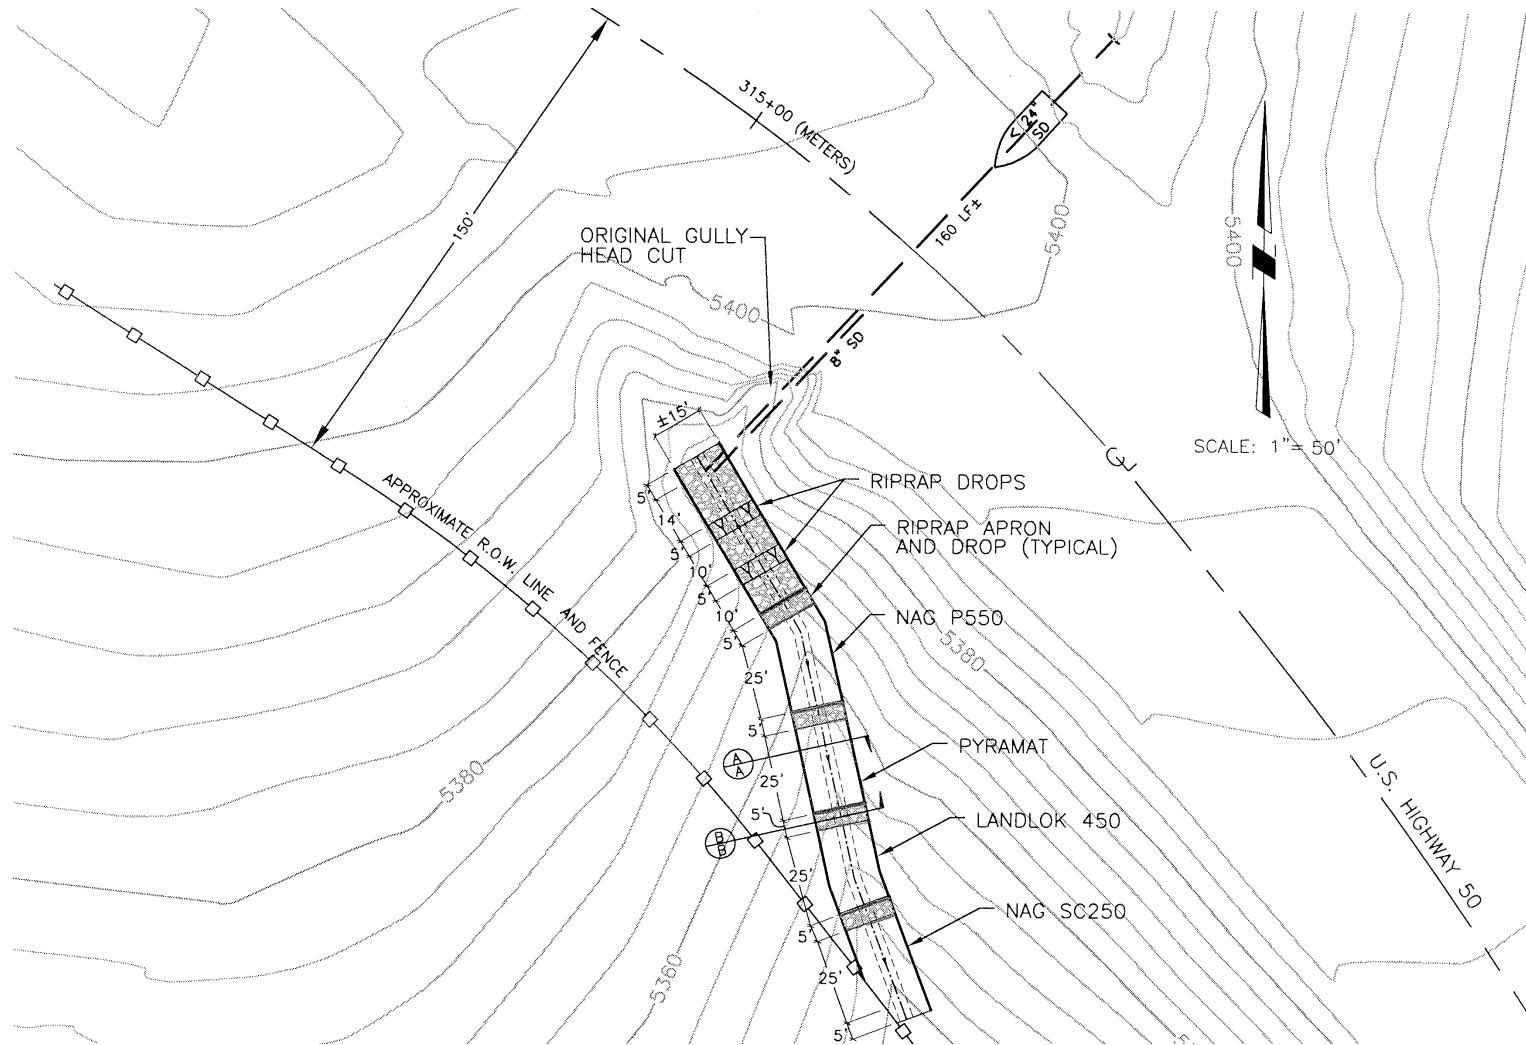 315+00 (METERS)
< 24"
SD
150'
160 LF±
5400
5400
ORIGINAL GULLY
HEAD CUT
5400
8" SD
±15'
SCALE: 1"= 50'
APPROXIMATE R.O.W. LINE AND FENCE
RIPRAP DROPS
5'
14'
RIPRAP APRON
AND DROP (TYPICAL)
5'
10'
5'
10'
NAG P550
5'
5380
25'
5'
PYRAMAT
A
A
5380
25'
U.S. HIGHWAY 50
5'
LANDLOK 450
B
B
25'
NAG SC250
5'
5360
25'
5'